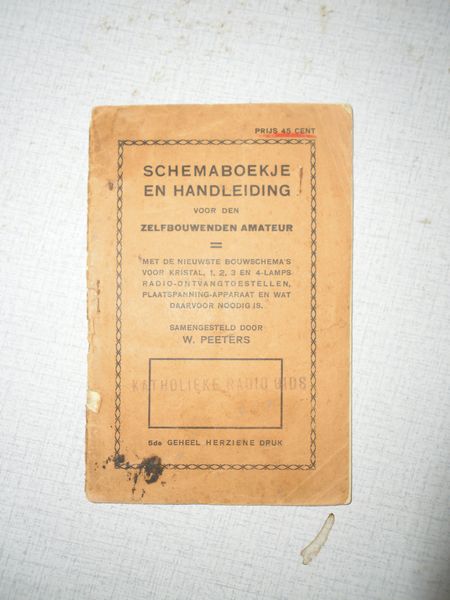 PRIJS 45 CENT
SCHEMABOEKJE
EN HANDLEIDING
VOOR DEN
ZELFBOUWENDEN AMATEUR
MET DE NIEUWSTE BOUWSCHEMA'S
VOOR KRISTAL, 1, 2, 3 EN 4-LAMPS
RADIO-ONTVANGTOESTELLEN,
PLAATSPANNING-APPARAAT EN WAT
DAARVOOR NOODIG IS.
SAMENGESTELD DOOR
W. PEETERS
KATHOLIEKE RADIO GIDS
5de GEHEEL HERZIENE DRUK